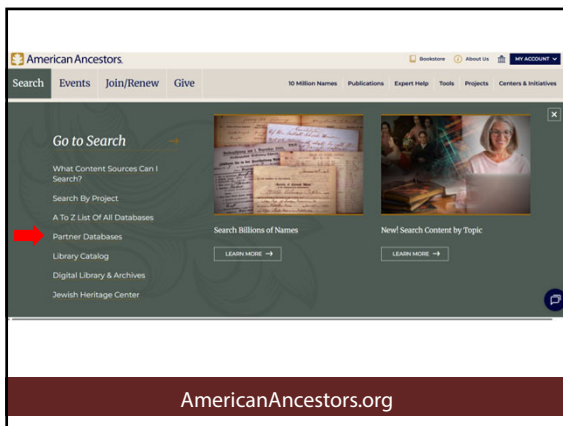 American Ancestors.
Bookstore About Us MY ACCOUNT
Search Events Join/Renew Give 10 Million Names Publications Expert Help Tools Projects Centers & Initiatives
Go to Search
What Content Sources Can I
Search?
Search By Project
A To Z List Of All Databases
Partner Databases
Library Catalog
Digital Library & Archives
Jewish Heritage Center
Search Billions of Names
LEARN MORE →
New! Search Content by Topic
LEARN MORE →
AmericanAncestors.org